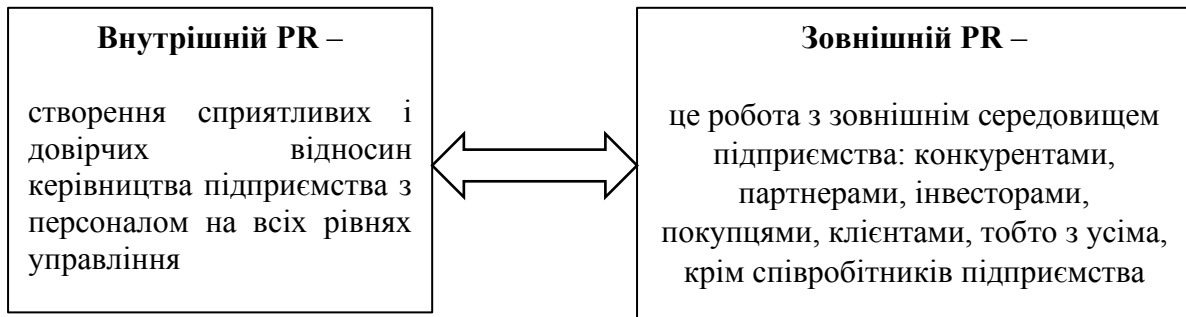 Внутрішній PR –
створення сприятливих і
довірчих відносин
керівництва підприємства з
персоналом на всіх рівнях
управління
Зовнішній PR –
це робота з зовнішнім середовищем
підприємства: конкурентами,
партнерами, інвесторами,
покупцями, клієнтами, тобто з усіма,
крім співробітників підприємства